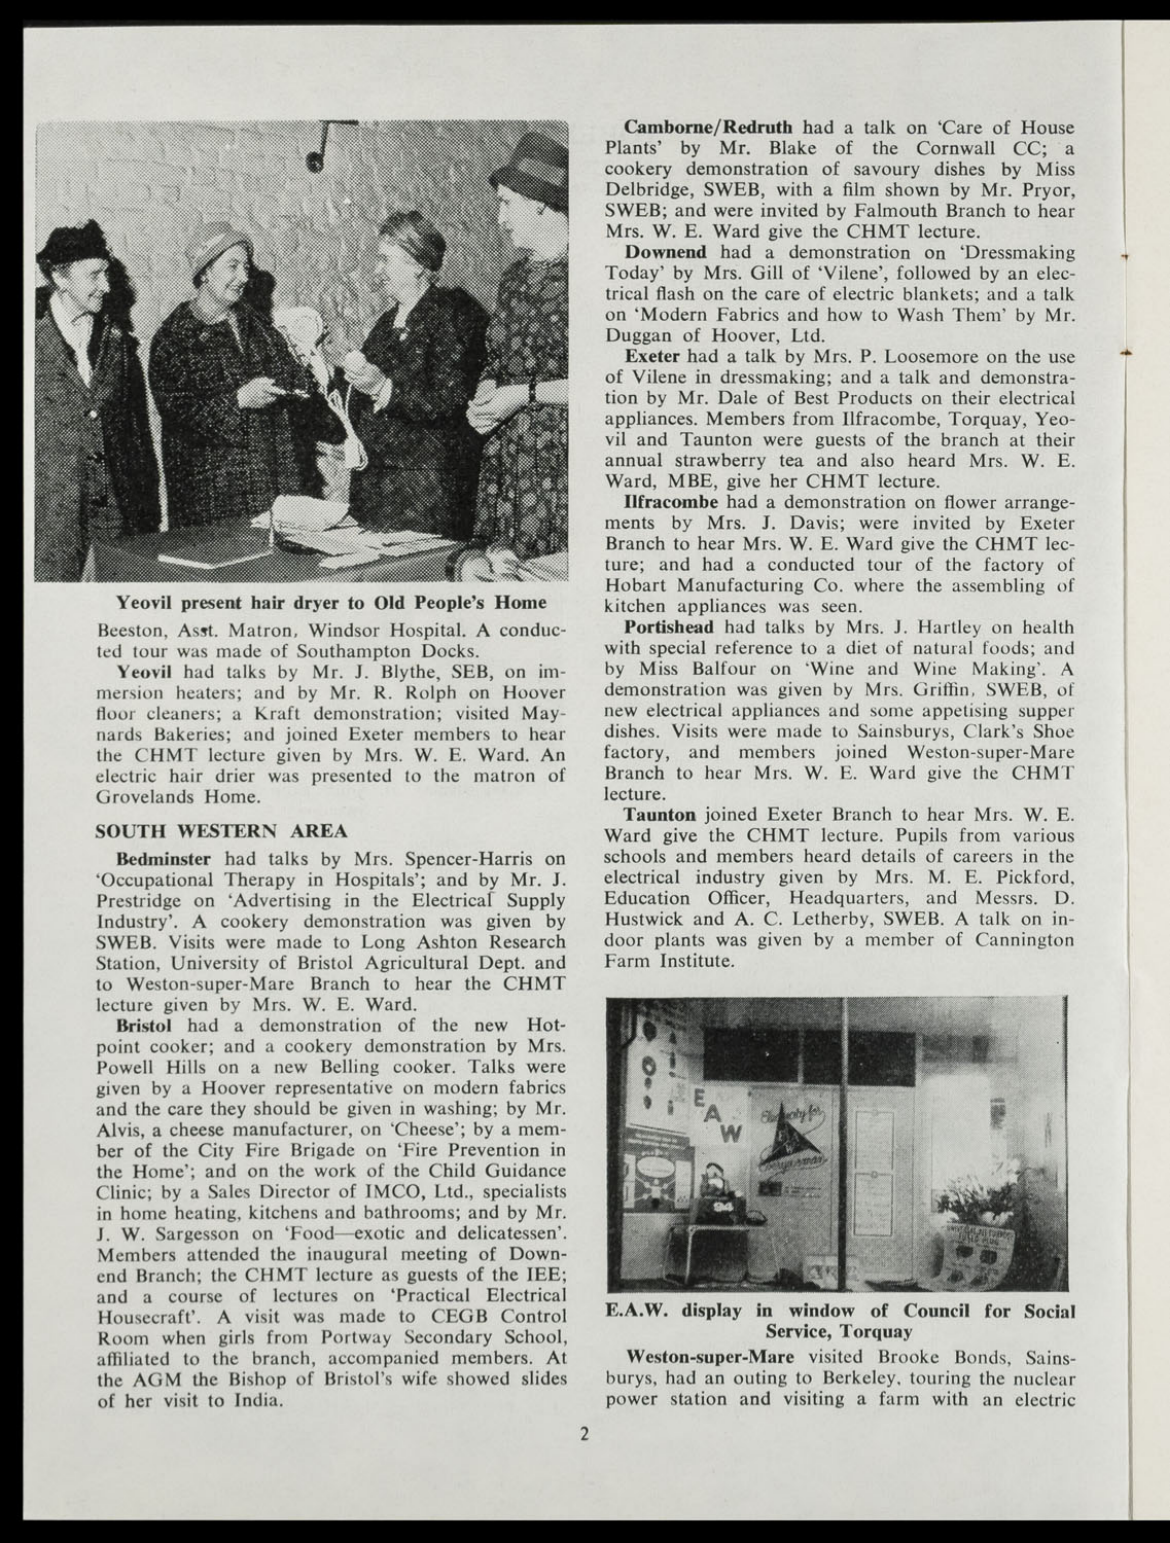 Yeovil present hair dryer to Old People's Home
Beeston, Asst. Matron, Windsor Hospital. A conduc-
ted tour was made of Southampton Docks.
Yeovil had talks by Mr. J. Blythe, SEB, on im-
mersion heaters; and by Mr. R. Rolph on Hoover
floor cleaners; a Kraft demonstration; visited May-
nards Bakeries; and joined Exeter members to hear
the CHMT lecture given by Mrs. W. E. Ward. An
electric hair drier was presented to the matron of
Grovelands Home.
SOUTH WESTERN AREA
Bedminster had talks by Mrs. Spencer-Harris on
'Occupational Therapy in Hospitals'; and by Mr. J.
Prestridge on 'Advertising in the Electrical Supply
Industry'. A cookery demonstration was given by
SWEB. Visits were made to Long Ashton Research
Station, University of Bristol Agricultural Dept. and
to Weston-super-Mare Branch to hear the CHMT
lecture given by Mrs. W. E. Ward.
Bristol had a demonstration of the new Hot-
point cooker; and a cookery demonstration by Mrs.
Powell Hills on a new Belling cooker. Talks were
given by a Hoover representative on modern fabrics
and the care they should be given in washing; by Mr.
Alvis, a cheese manufacturer, on 'Cheese'; by a mem-
ber of the City Fire Brigade on 'Fire Prevention in
the Home'; and on the work of the Child Guidance
Clinic; by a Sales Director of IMCO, Ltd., specialists
in home heating, kitchens and bathrooms; and by Mr.
J. W. Sargesson on 'Food—exotic and delicatessen'.
Members attended the inaugural meeting of Down-
end Branch; the CHMT lecture as guests of the IEE;
and a course of lectures on 'Practical Electrical
Housecraft'. A visit was made to CEGB Control
Room when girls from Portway Secondary School,
affiliated to the branch, accompanied members. At
the AGM the Bishop of Bristol's wife showed slides
of her visit to India.
Camborne/Redruth had a talk on 'Care of House
Plants' by Mr. Blake of the Cornwall CC; a
cookery demonstration of savoury dishes by Miss
Delbridge, SWEB, with a film shown by Mr. Pryor,
SWEB; and were invited by Falmouth Branch to hear
Mrs. W. E. Ward give the CHMT lecture.
Downend had a demonstration on 'Dressmaking
Today' by Mrs. Gill of 'Vilene', followed by an elec-
trical flash on the care of electric blankets; and a talk
on 'Modern Fabrics and how to Wash Them' by Mr.
Duggan of Hoover, Ltd.
Exeter had a talk by Mrs. P. Loosemore on the use
of Vilene in dressmaking; and a talk and demonstra-
tion by Mr. Dale of Best Products on their electrical
appliances. Members from Ilfracombe, Torquay, Yeo-
vil and Taunton were guests of the branch at their
annual strawberry tea and also heard Mrs. W. E.
Ward, MBE, give her CHMT lecture.
Ilfracombe had a demonstration on flower arrange-
ments by Mrs. J. Davis; were invited by Exeter
Branch to hear Mrs. W. E. Ward give the CHMT lec-
ture; and had a conducted tour of the factory of
Hobart Manufacturing Co. where the assembling of
kitchen appliances was seen.
Portishead had talks by Mrs. J. Hartley on health
with special reference to a diet of natural foods; and
by Miss Balfour on 'Wine and Wine Making'. A
demonstration was given by Mrs. Griffin, SWEB, of
new electrical appliances and some appetising supper
dishes. Visits were made to Sainsburys, Clark's Shoe
factory, and members joined Weston-super-Mare
Branch to hear Mrs. W. E. Ward give the CHMT
lecture.
Taunton joined Exeter Branch to hear Mrs. W. E.
Ward give the CHMT lecture. Pupils from various
schools and members heard details of careers in the
electrical industry given by Mrs. M. E. Pickford,
Education Officer, Headquarters, and Messrs. D.
Hustwick and A. C. Letherby, SWEB. A talk on in-
door plants was given by a member of Cannington
Farm Institute.
EAW
Electricity for
E.A.W. display in window of Council for Social
Service, Torquay
Weston-super-Mare visited Brooke Bonds, Sains-
burys, had an outing to Berkeley, touring the nuclear
power station and visiting a farm with an electric
2